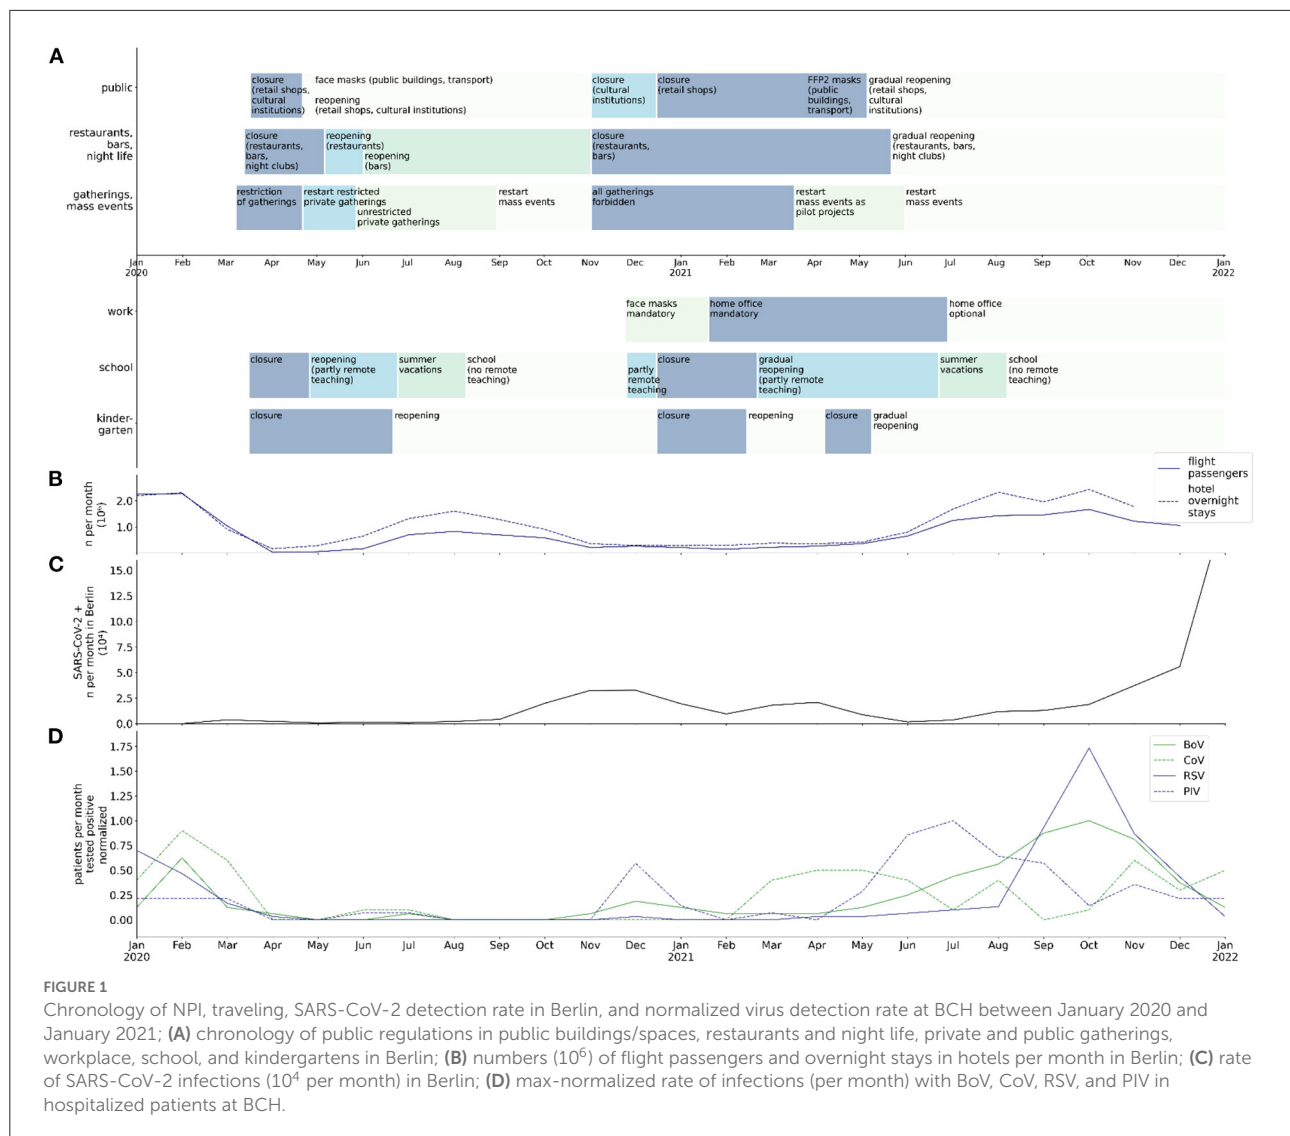 A
public
closure
(retail shops,
cultural
institutions)
face masks (public buildings, transport)
reopening
(retail shops, cultural institutions)
closure
(cultural
institutions)
closure
(retail shops)
FFP2 masks
(public
buildings,
transport)
gradual reopening
(retail shops,
cultural
institutions)
restaurants,
bars,
night life
closure
(restaurants,
bars,
night clubs)
reopening
(restaurants)
reopening
(bars)
closure
(restaurants,
bars)
gradual reopening
(restaurants, bars,
night clubs)
gatherings,
mass events
restriction
of gatherings
restart restricted
private gatherings
unrestricted
private gatherings
restart
mass events
all gatherings
forbidden
restart
mass events as
pilot projects
restart
mass events
Jan Feb Mar Apr May Jun Jul Aug Sep Oct Nov Dec Jan Feb Mar Apr May Jun Jul Aug Sep Oct Nov Dec Jan
2020 2021 2022
work
face masks
mandatory
home office
mandatory
home office
optional
school
closure
reopening
(partly remote
teaching)
summer
vacations
school
(no remote
teaching)
partly
remote
teaching
closure
gradual
reopening
(partly remote
teaching)
summer
vacations
school
(no remote
teaching)
kinder-
garten
closure
reopening
closure
reopening
closure
gradual
reopening
B
n per month
(10⁶)
2.0
1.0
flight
passengers
hotel
overnight
stays
C
SARS-CoV-2 +
n per month in Berlin
(10⁴)
15.0
12.5
10.0
7.5
5.0
2.5
0.0
D
patients per month
tested positive
normalized
1.75
1.50
1.25
1.00
0.75
0.50
0.25
0.00
BoV
CoV
RSV
PIV
Jan Feb Mar Apr May Jun Jul Aug Sep Oct Nov Dec Jan Feb Mar Apr May Jun Jul Aug Sep Oct Nov Dec Jan
2020 2021 2022
FIGURE 1
Chronology of NPI, traveling, SARS-CoV-2 detection rate in Berlin, and normalized virus detection rate at BCH between January 2020 and
January 2021; (A) chronology of public regulations in public buildings/spaces, restaurants and night life, private and public gatherings,
workplace, school, and kindergartens in Berlin; (B) numbers (10⁶) of flight passengers and overnight stays in hotels per month in Berlin; (C) rate
of SARS-CoV-2 infections (10⁴ per month) in Berlin; (D) max-normalized rate of infections (per month) with BoV, CoV, RSV, and PIV in
hospitalized patients at BCH.